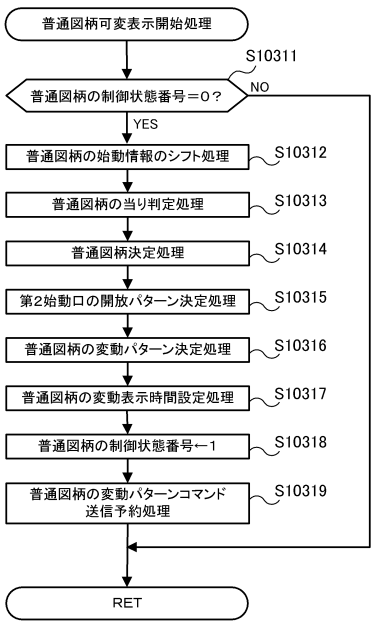 普通図柄可変表示開始処理
S10311
普通図柄の制御状態番号＝０？
NO
YES
普通図柄の始動情報のシフト処理
S10312
普通図柄の当り判定処理
S10313
普通図柄決定処理
S10314
第２始動口の開放パターン決定処理
S10315
普通図柄の変動パターン決定処理
S10316
普通図柄の変動表示時間設定処理
S10317
普通図柄の制御状態番号←１
S10318
普通図柄の変動パターンコマンド
送信予約処理
S10319
RET